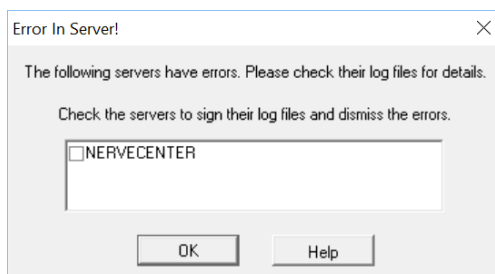 Error In Server!
The following servers have errors. Please check their log files for details.
Check the servers to sign their log files and dismiss the errors.
NERVECENTER
OK
Help